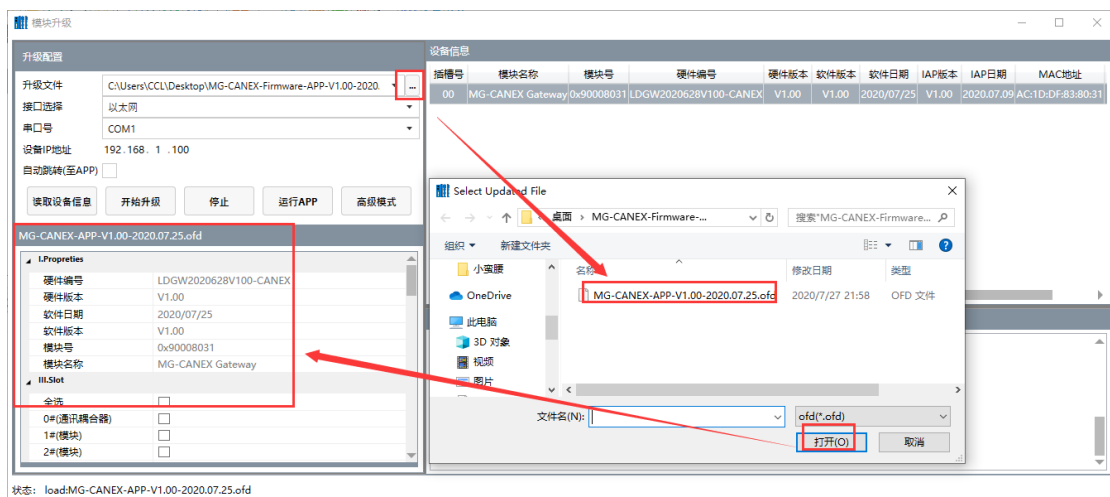 模块升级
升级配置
升级文件 C:\Users\CCL\Desktop\MG-CANEX-Firmware-APP-V1.00-2020. ...
接口选择 以太网
串口号 COM1
设备IP地址 192.168. 1 .100
自动跳转(至APP)
读取设备信息 开始升级 停止 运行APP 高级模式
MG-CANEX-APP-V1.00-2020.07.25.ofd
I.Propreties
硬件编号 LDGW2020628V100-CANEX
硬件版本 V1.00
软件日期 2020/07/25
软件版本 V1.00
模块号 0x90008031
模块名称 MG-CANEX Gateway
III.Slot
全选
0#(通讯耦合器)
1#(模块)
2#(模块)
状态: load:MG-CANEX-APP-V1.00-2020.07.25.ofd
设备信息
插槽号 模块名称 模块号 硬件编号 硬件版本 软件版本 软件日期 IAP版本 IAP日期 MAC地址
00 MG-CANEX Gateway 0x90008031 LDGW2020628V100-CANEX V1.00 V1.00 2020/07/25 V1.00 2020.07.09 AC:1D:DF:83:80:31
Select Updated File
« 桌面 › MG-CANEX-Firmware-... 搜索"MG-CANEX-Firmware...
组织 新建文件夹
名称 修改日期 类型
小蛮腰
MG-CANEX-APP-V1.00-2020.07.25.ofd 2020/7/27 21:58 OFD 文件
OneDrive
此电脑
3D 对象
视频
图片
文件名(N): ofd(*.ofd)
打开(O) 取消